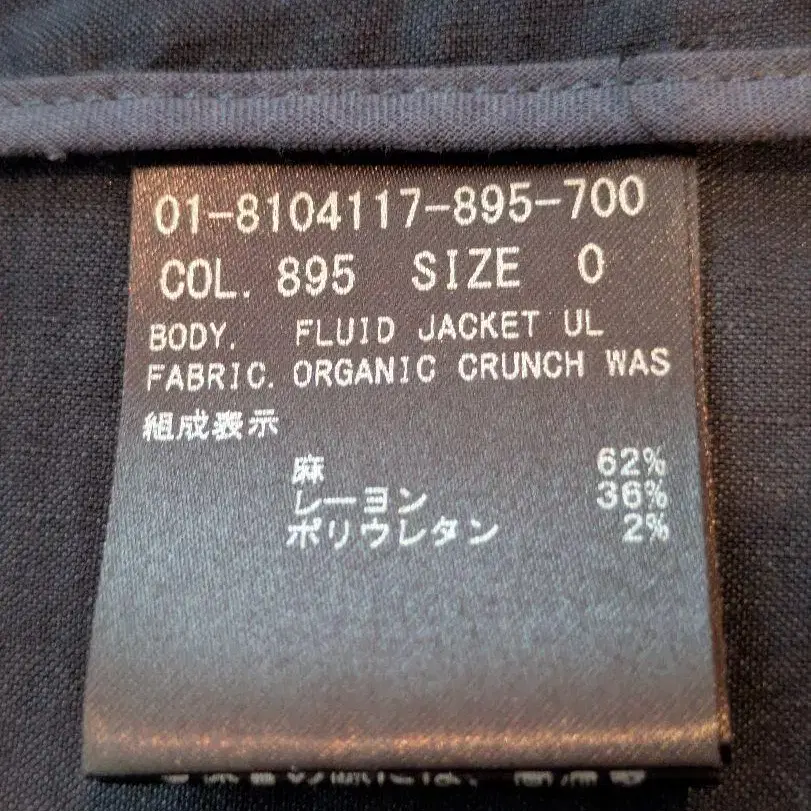 01-8104117-895-700
COL. 895 SIZE 0
BODY. FLUID JACKET UL
FABRIC. ORGANIC CRUNCH WAS
組成表示
麻 62%
レーヨン 36%
ポリウレタン 2%